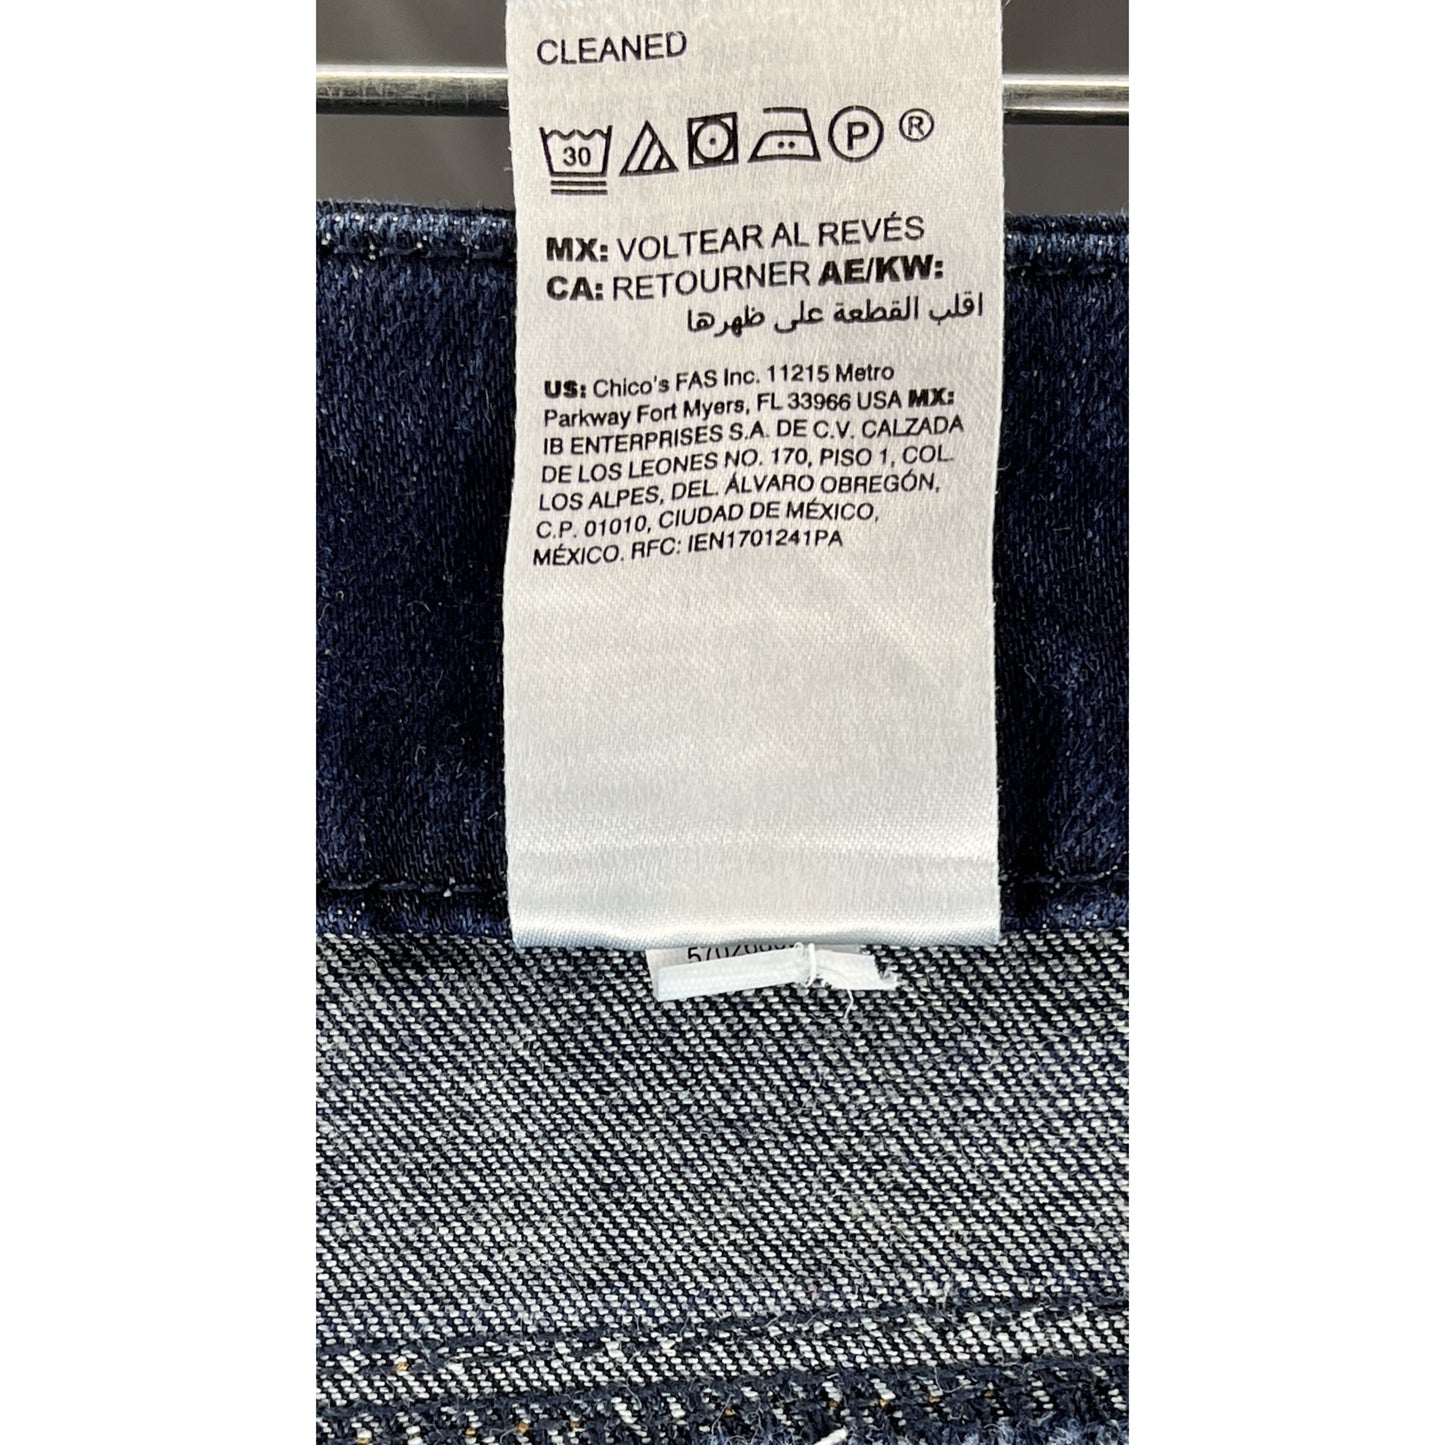 CLEANED
30 P ®
MX: VOLTEAR AL REVÉS
CA: RETOURNER AE/KW:
اقلب القطعة على ظهرها
US: Chico's FAS Inc. 11215 Metro
Parkway Fort Myers, FL 33966 USA MX:
IB ENTERPRISES S.A. DE C.V. CALZADA
DE LOS LEONES NO. 170, PISO 1, COL.
LOS ALPES, DEL. ÁLVARO OBREGÓN,
C.P. 01010, CIUDAD DE MÉXICO,
MÉXICO. RFC: IEN1701241PA